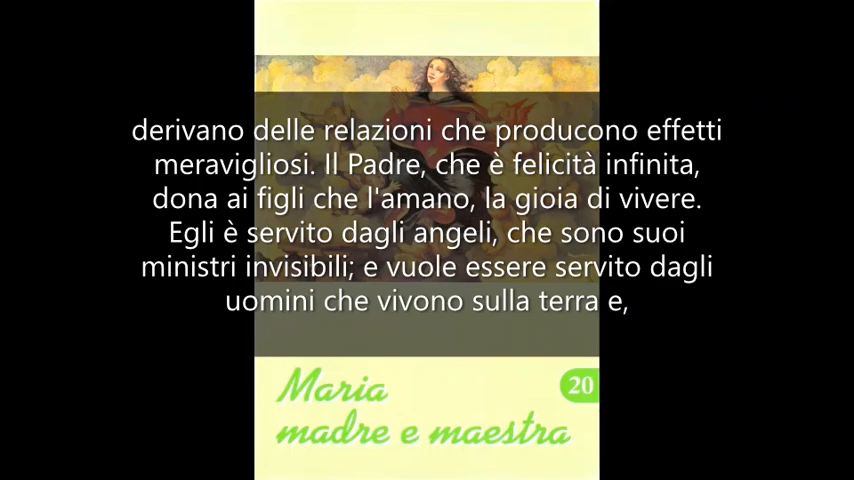 derivano delle relazioni che producono effetti
meravigliosi. Il Padre, che è felicità infinita,
dona ai figli che l'amano, la gioia di vivere.
Egli è servito dagli angeli, che sono suoi
ministri invisibili; e vuole essere servito dagli
uomini che vivono sulla terra e,
Maria
20
madre e maestra